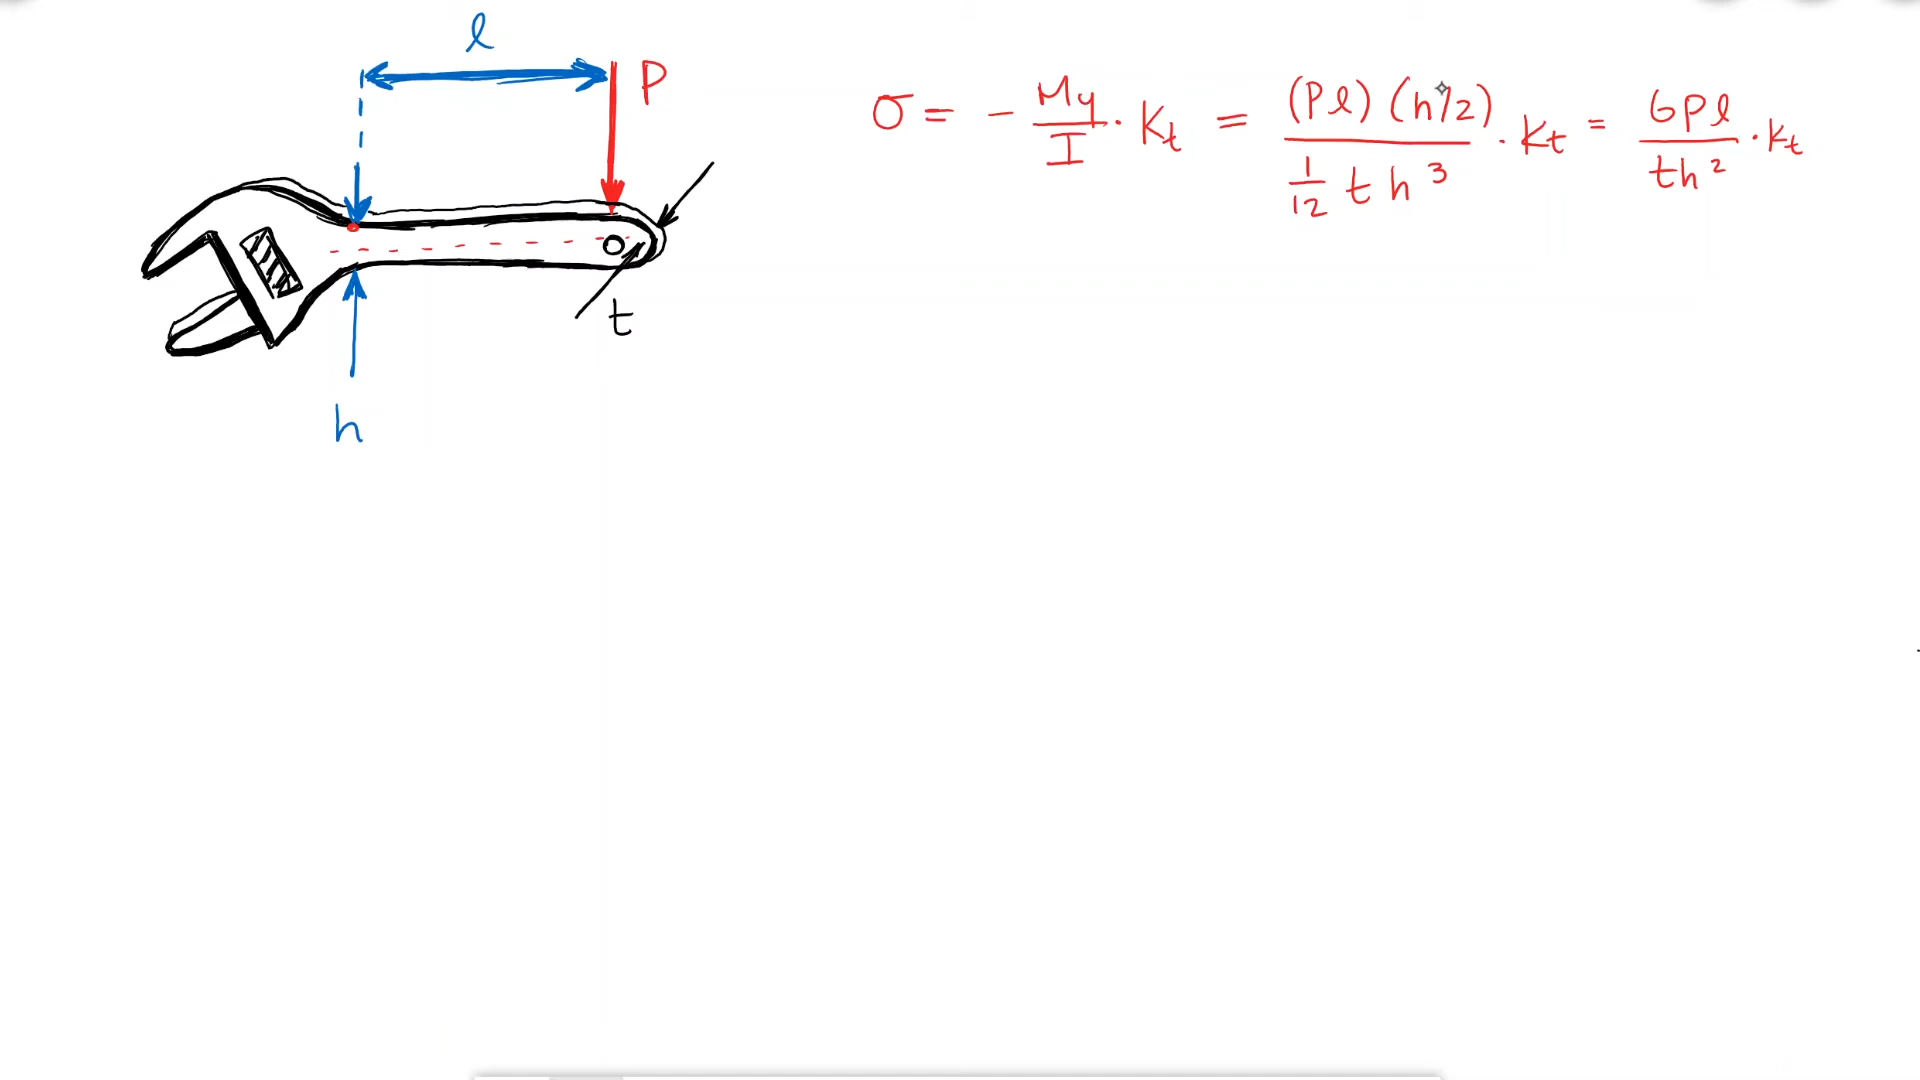 ℓ
P
σ = - My/I · Kt = (Pℓ)(h/2) / (1/12 t h³) · Kt = 6Pℓ/th² · Kt
t
h